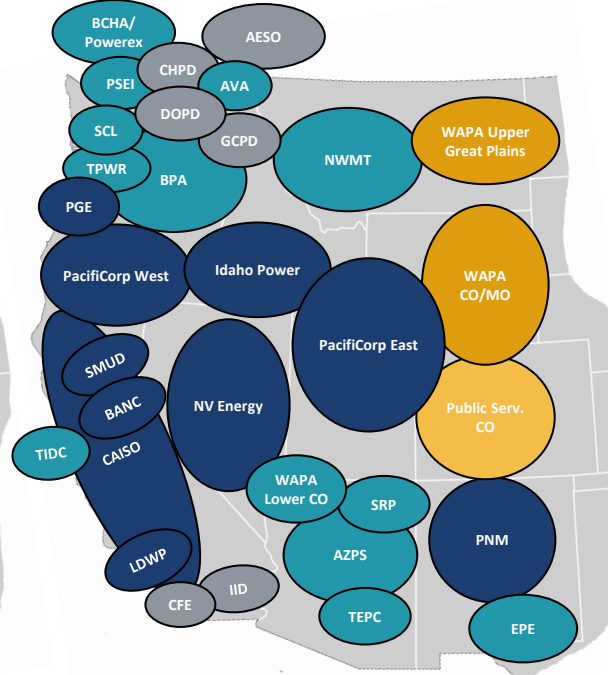 BCHA/
Powerex
AESO
CHPD
PSEI
AVA
DOPD
SCL
GCPD
WAPA Upper
Great Plains
NWMT
TPWR
BPA
PGE
PacifiCorp West
Idaho Power
WAPA
CO/MO
PacifiCorp East
SMUD
BANC
NV Energy
Public Serv.
CO
TIDC
CAISO
WAPA
Lower CO
SRP
PNM
AZPS
LDWP
IID
CFE
TEPC
EPE